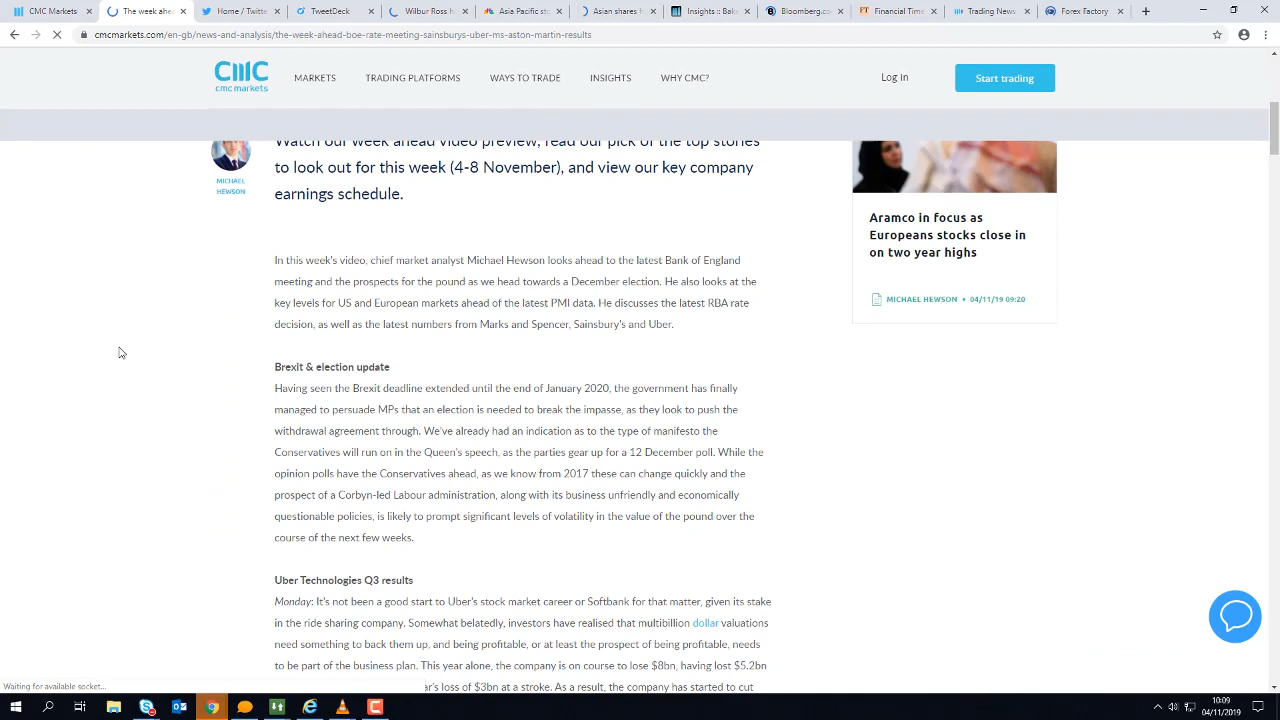 CMC Markets
The week ahe
Twitter
Home / Twitte
TweetDeck
Wilbur Ross h
Asia Pacific sto
Asian shares h
Insights :: Bake
Bloomberg.co
Financial Time
Trading News
Forex Factory
cmcmarkets.com/en-gb/news-and-analysis/the-week-ahead-boe-rate-meeting-sainsburys-uber-ms-aston-martin-results
cmc markets
MARKETS
TRADING PLATFORMS
WAYS TO TRADE
INSIGHTS
WHY CMC?
Log in
Start trading
MICHAEL
HEWSON
Watch our week ahead video preview, read our pick of the top stories
to look out for this week (4-8 November), and view our key company
earnings schedule.
In this week's video, chief market analyst Michael Hewson looks ahead to the latest Bank of England
meeting and the prospects for the pound as we head towards a December election. He also looks at the
key levels for US and European markets ahead of the latest PMI data. He discusses the latest RBA rate
decision, as well as the latest numbers from Marks and Spencer, Sainsbury's and Uber.
Brexit & election update
Having seen the Brexit deadline extended until the end of January 2020, the government has finally
managed to persuade MPs that an election is needed to break the impasse, as they look to push the
withdrawal agreement through. We've already had an indication as to the type of manifesto the
Conservatives will run on in the Queen's speech, as the parties gear up for a 12 December poll. While the
opinion polls have the Conservatives ahead, as we know from 2017 these can change quickly and the
prospect of a Corbyn-led Labour administration, along with its business unfriendly and economically
questionable policies, is likely to prompt significant levels of volatility in the value of the pound over the
course of the next few weeks.
Uber Technologies Q3 results
Monday: It's not been a good start to Uber's stock market career or Softbank for that matter, given its stake
in the ride sharing company. Somewhat belatedly, investors have realised that multibillion dollar valuations
need something to back them up, and being profitable, or at least the prospect of being profitable, needs
to be part of the business plan. This year alone, the company is on course to lose $8bn, having lost $5.2bn
r's loss of $3bn at a stroke. As a result, the company has started to cut
Aramco in focus as
Europeans stocks close in
on two year highs
MICHAEL HEWSON • 04/11/19 09:20
Waiting for available socket...
10:09
04/11/2019